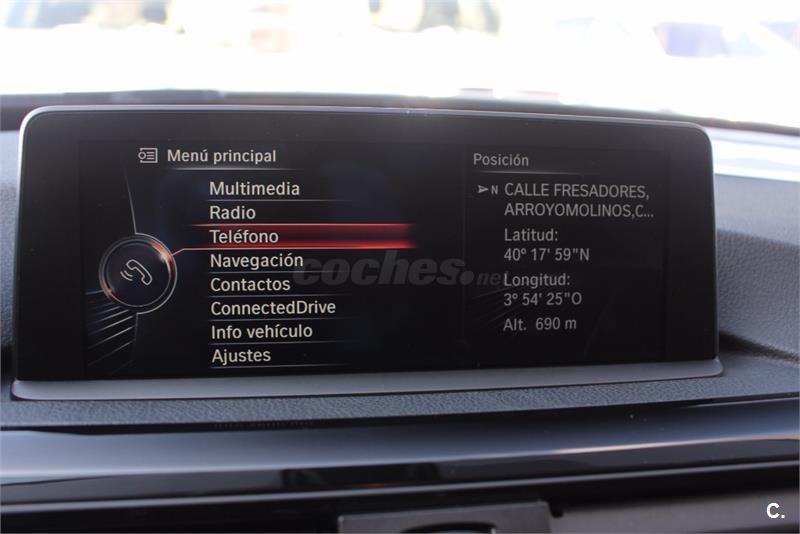 Menú principal
Multimedia
Radio
Teléfono
Navegación
Contactos
ConnectedDrive
Info vehículo
Ajustes
Posición
N CALLE FRESADORES,
ARROYOMOLINOS,C...
Latitud:
40° 17' 59"N
Longitud:
3° 54' 25"O
Alt. 690 m
coches.net
C.